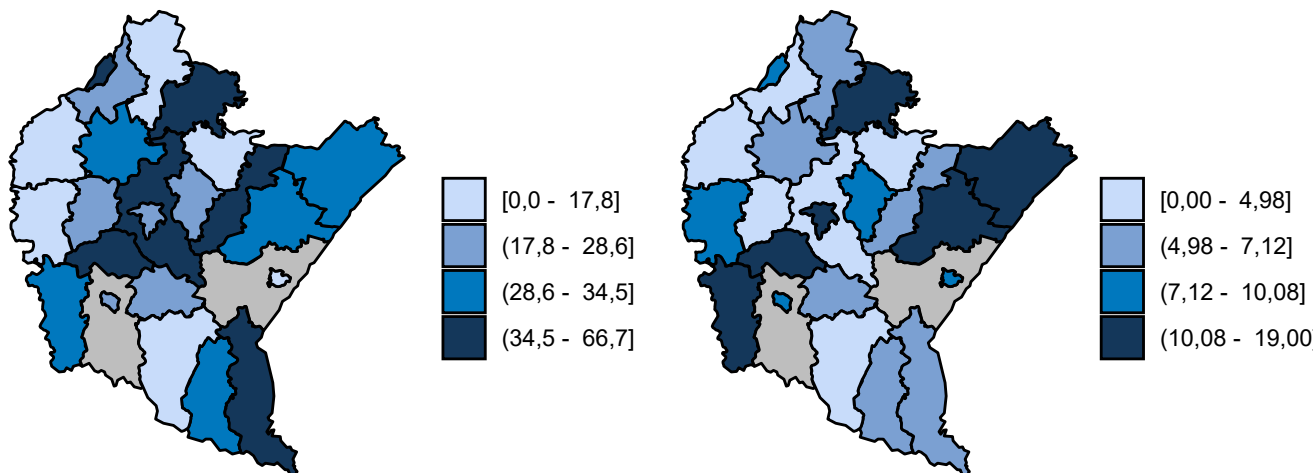 [0,0 - 17,8]
(17,8 - 28,6]
(28,6 - 34,5]
(34,5 - 66,7]
[0,00 - 4,98]
(4,98 - 7,12]
(7,12 - 10,08]
(10,08 - 19,00]